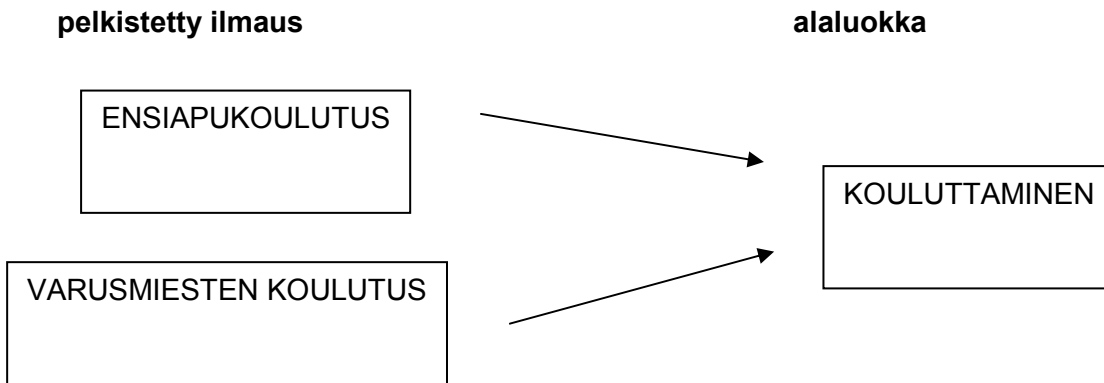 pelkistetty ilmaus
alaluokka
ENSIAPUKOULUTUS
KOULUTTAMINEN
VARUSMIESTEN KOULUTUS